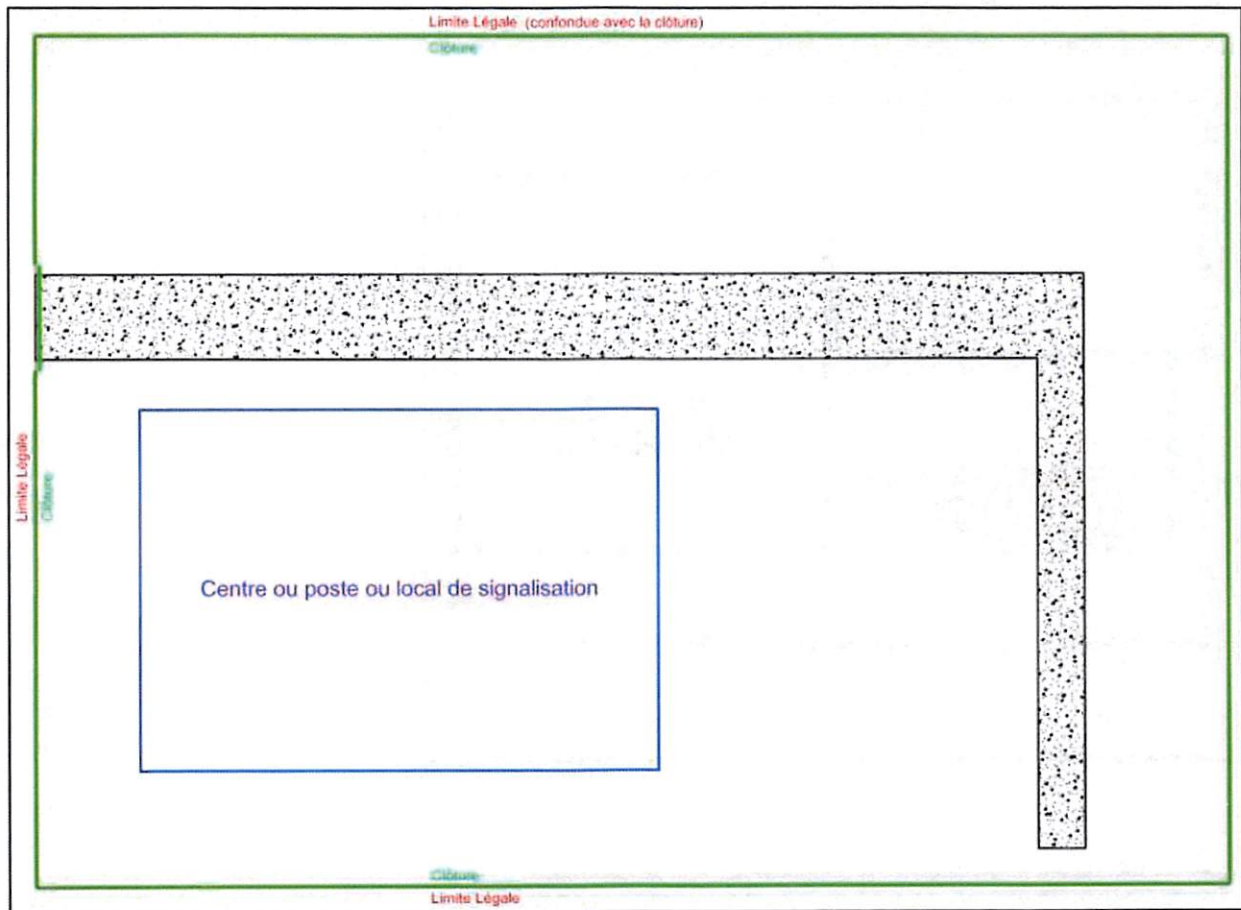 Limite Légale (confondue avec la clôture)
Clôture
Limite Légale
Clôture
Centre ou poste ou local de signalisation
Clôture
Limite Légale